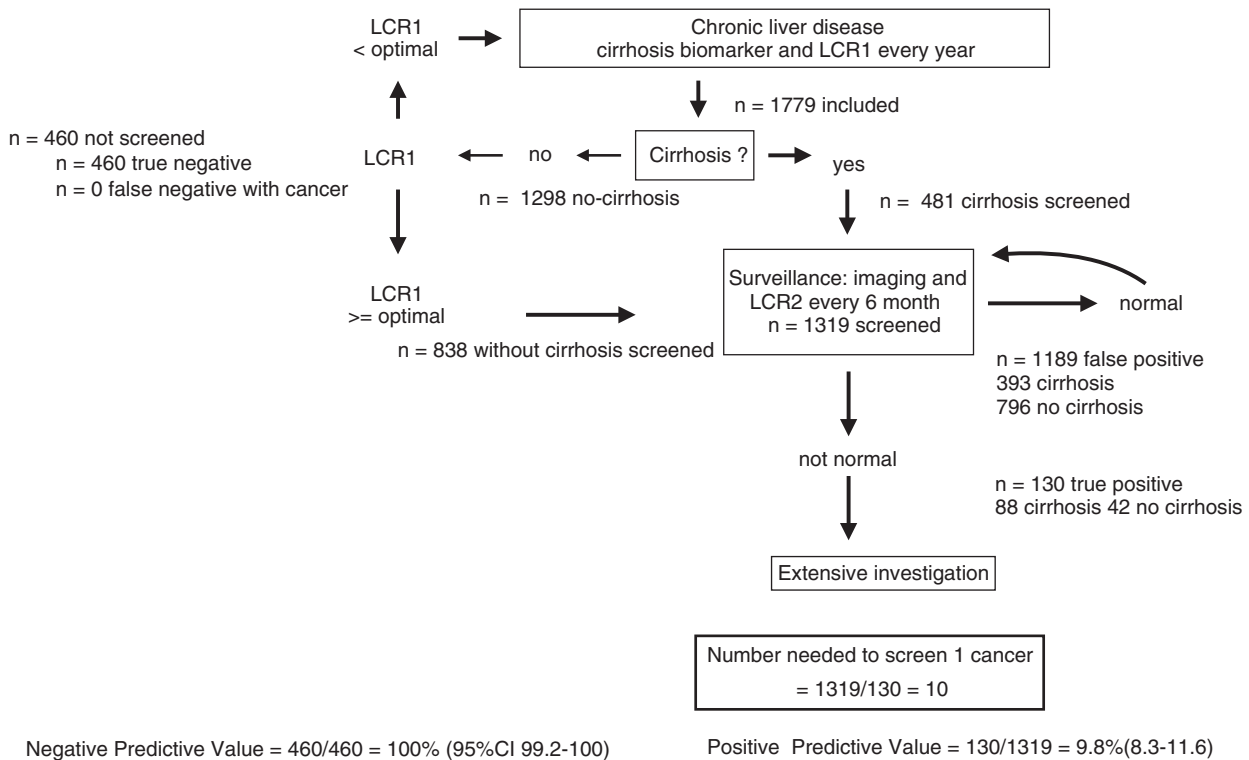 LCR1
< optimal
Chronic liver disease
cirrhosis biomarker and LCR1 every year
n = 1779 included
n = 460 not screened
n = 460 true negative
n = 0 false negative with cancer
LCR1
no
Cirrhosis ?
yes
n = 1298 no-cirrhosis
n = 481 cirrhosis screened
LCR1
>= optimal
n = 838 without cirrhosis screened
Surveillance: imaging and
LCR2 every 6 month
n = 1319 screened
normal
n = 1189 false positive
393 cirrhosis
796 no cirrhosis
not normal
n = 130 true positive
88 cirrhosis 42 no cirrhosis
Extensive investigation
Number needed to screen 1 cancer
= 1319/130 = 10
Negative Predictive Value = 460/460 = 100% (95%CI 99.2-100)
Positive Predictive Value = 130/1319 = 9.8%(8.3-11.6)